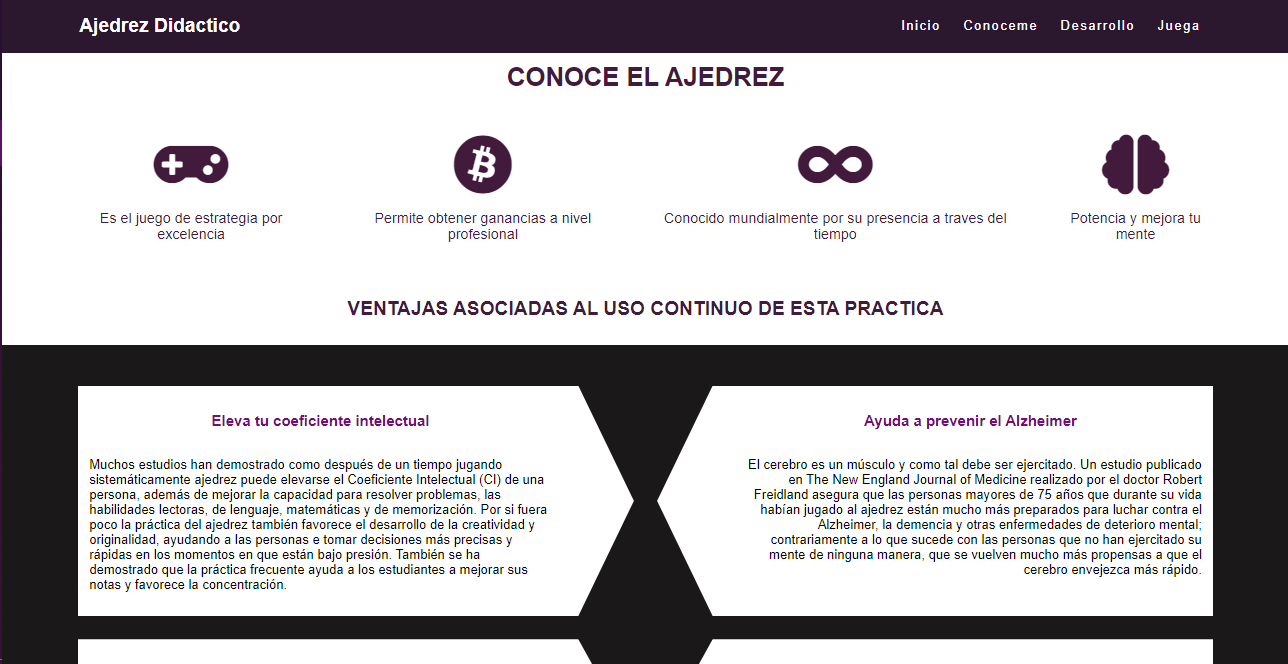 Ajedrez Didactico
Inicio Conoceme Desarrollo Juega
CONOCE EL AJEDREZ
Es el juego de estrategia por
excelencia
Permite obtener ganancias a nivel
profesional
Conocido mundialmente por su presencia a traves del
tiempo
Potencia y mejora tu
mente
VENTAJAS ASOCIADAS AL USO CONTINUO DE ESTA PRACTICA
Eleva tu coeficiente intelectual
Muchos estudios han demostrado como después de un tiempo jugando
sistemáticamente ajedrez puede elevarse el Coeficiente Intelectual (CI) de una
persona, además de mejorar la capacidad para resolver problemas, las
habilidades lectoras, de lenguaje, matemáticas y de memorización. Por si fuera
poco la práctica del ajedrez también favorece el desarrollo de la creatividad y
originalidad, ayudando a las personas e tomar decisiones más precisas y
rápidas en los momentos en que están bajo presión. También se ha
demostrado que la práctica frecuente ayuda a los estudiantes a mejorar sus
notas y favorece la concentración.
Ayuda a prevenir el Alzheimer
El cerebro es un músculo y como tal debe ser ejercitado. Un estudio publicado
en The New England Journal of Medicine realizado por el doctor Robert
Freidland asegura que las personas mayores de 75 años que durante su vida
habían jugado al ajedrez están mucho más preparados para luchar contra el
Alzheimer, la demencia y otras enfermedades de deterioro mental;
contrariamente a lo que sucede con las personas que no han ejercitado su
mente de ninguna manera, que se vuelven mucho más propensas a que el
cerebro envejezca más rápido.